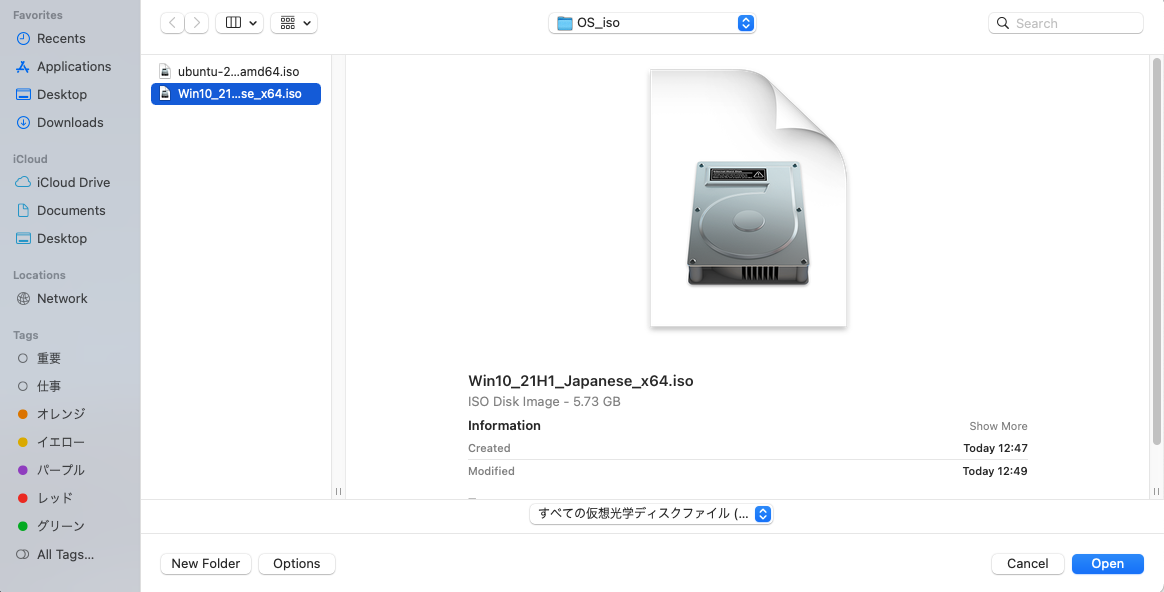 Favorites
Recents
Applications
Desktop
Downloads
iCloud
iCloud Drive
Documents
Desktop
Locations
Network
Tags
重要
仕事
オレンジ
イエロー
パープル
レッド
グリーン
All Tags...
OS_iso
Search
ubuntu-2...amd64.iso
Win10_21...se_x64.iso
Win10_21H1_Japanese_x64.iso
ISO Disk Image - 5.73 GB
Information
Show More
Created
Today 12:47
Modified
Today 12:49
すべての仮想光学ディスクファイル (...
New Folder
Options
Cancel
Open